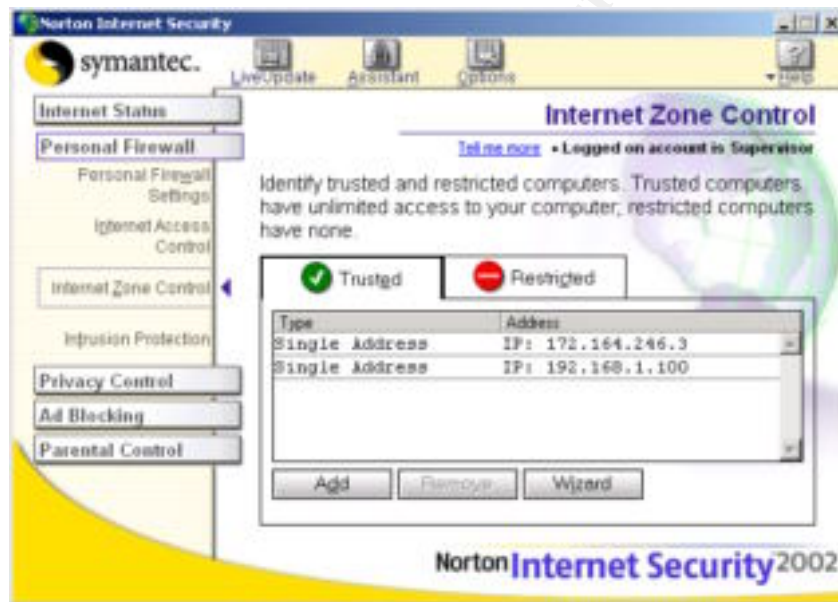 Norton Internet Security
symantec.
LiveUpdate
Assistant
Options
Help
Internet Status
Personal Firewall
Personal Firewall
Settings
Internet Access
Control
Internet Zone Control
Intrusion Protection
Privacy Control
Ad Blocking
Parental Control
Internet Zone Control
Tell me more • Logged on account is Supervisor
Identify trusted and restricted computers. Trusted computers
have unlimited access to your computer; restricted computers
have none.
Trusted
Restricted
Type Address
Single Address IP: 172.164.246.3
Single Address IP: 192.168.1.100
Add
Remove
Wizard
Norton Internet Security 2002